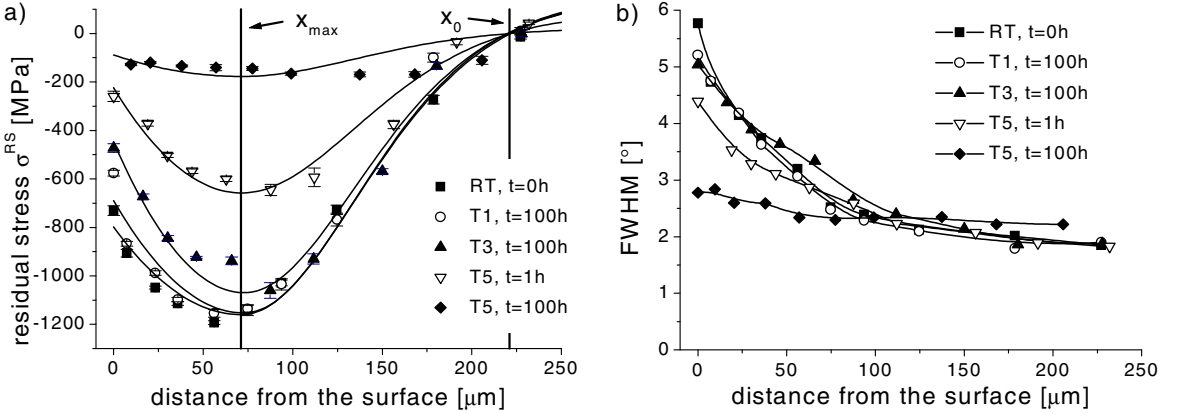 a)
x_max
x_0
0
-200
-400
-600
-800
-1000
-1200
residual stress σ^RS [MPa]
RT, t=0h
T1, t=100h
T3, t=100h
T5, t=1h
T5, t=100h
0 50 100 150 200 250
distance from the surface [μm]
b)
6
5
4
3
2
1
0
FWHM [°]
RT, t=0h
T1, t=100h
T3, t=100h
T5, t=1h
T5, t=100h
0 50 100 150 200 250
distance from the surface [μm]